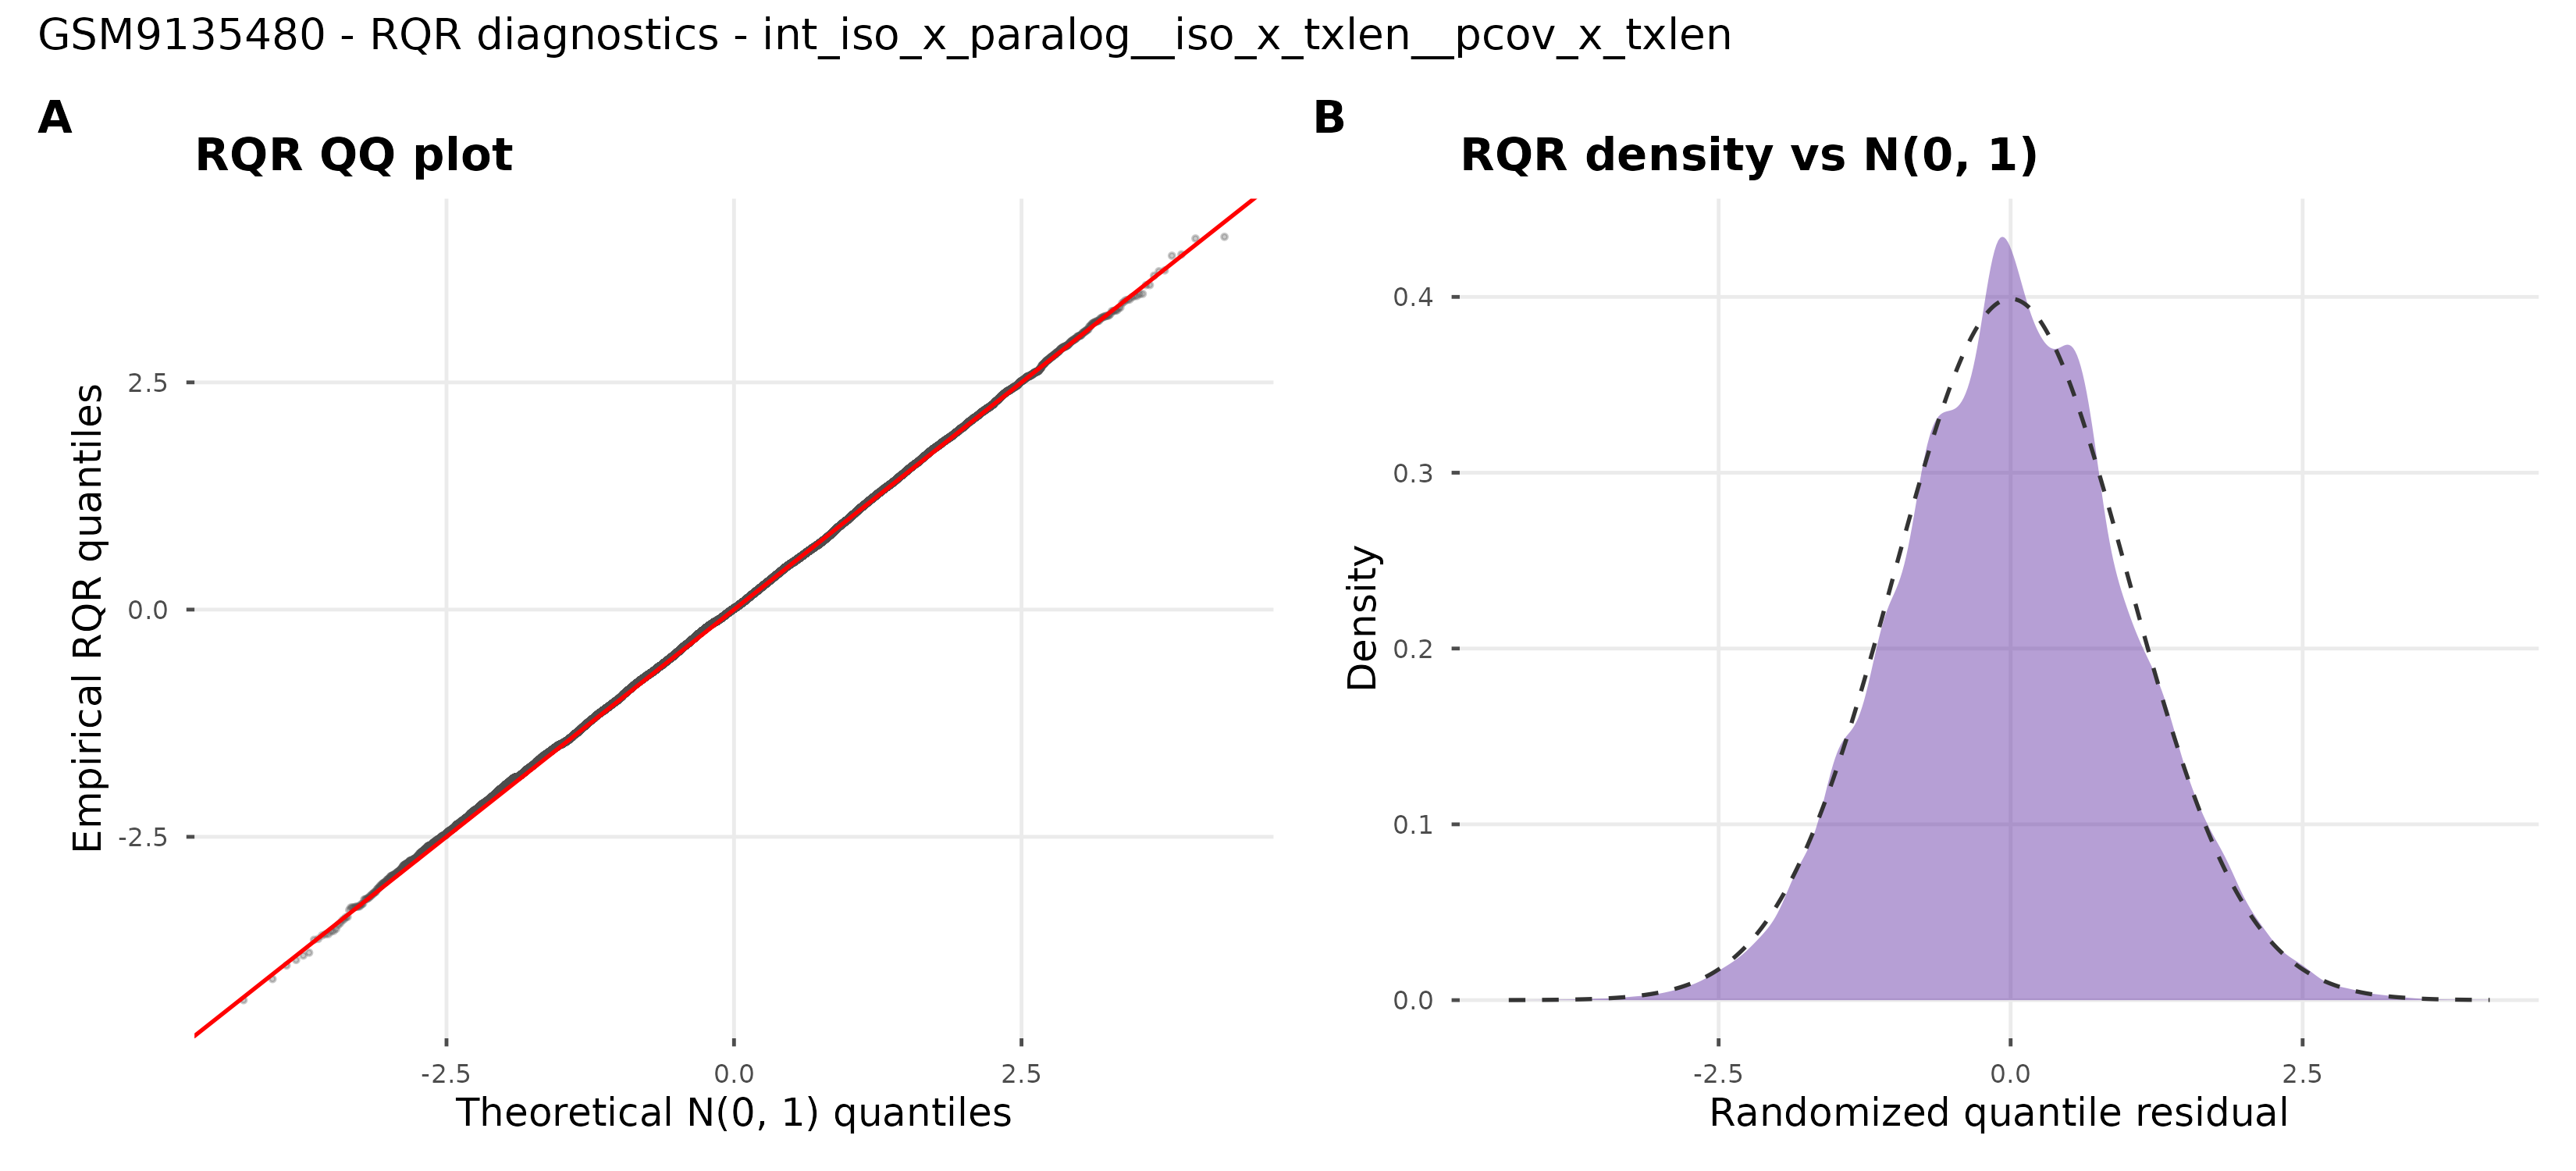 GSM9135480 - RQR diagnostics - int_iso_x_paralog__iso_x_txlen__pcov_x_txlen
A
RQR QQ plot
Empirical RQR quantiles
2.5
0.0
-2.5
-2.5
0.0
2.5
Theoretical N(0, 1) quantiles
B
RQR density vs N(0, 1)
Density
0.4
0.3
0.2
0.1
0.0
-2.5
0.0
2.5
Randomized quantile residual